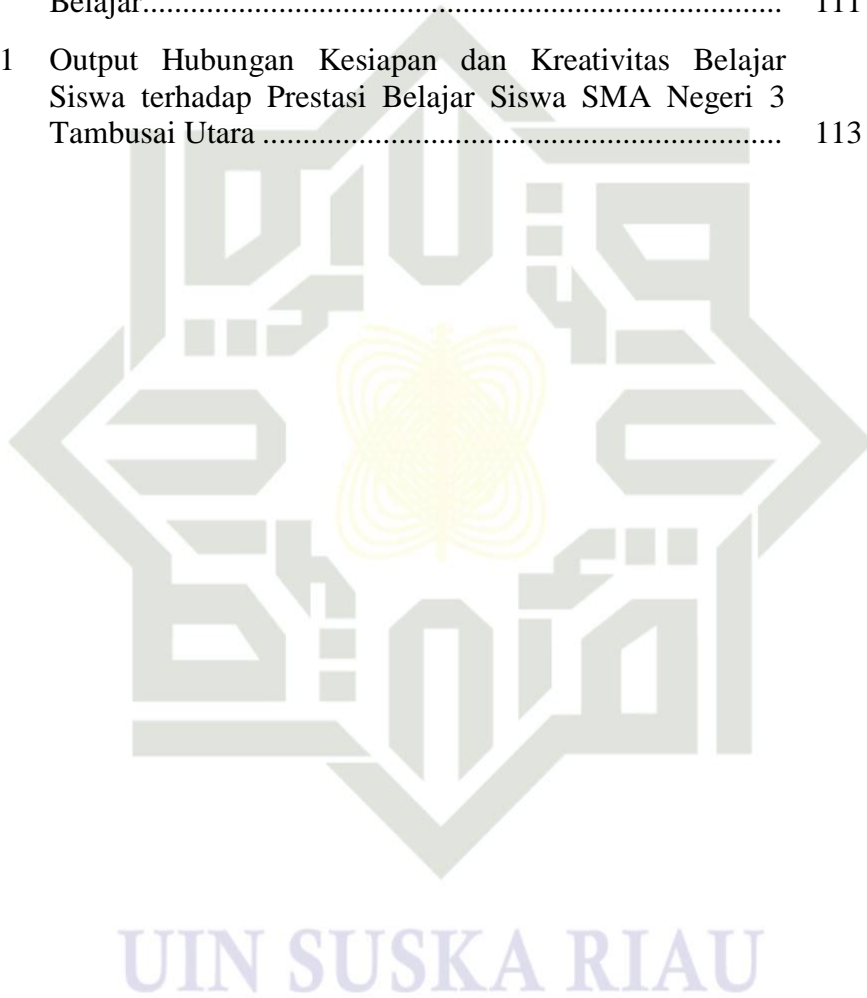 Belajar................................................................................ 111
1 Output Hubungan Kesiapan dan Kreativitas Belajar
Siswa terhadap Prestasi Belajar Siswa SMA Negeri 3
Tambusai Utara ................................................................. 113
UIN SUSKA RIAU